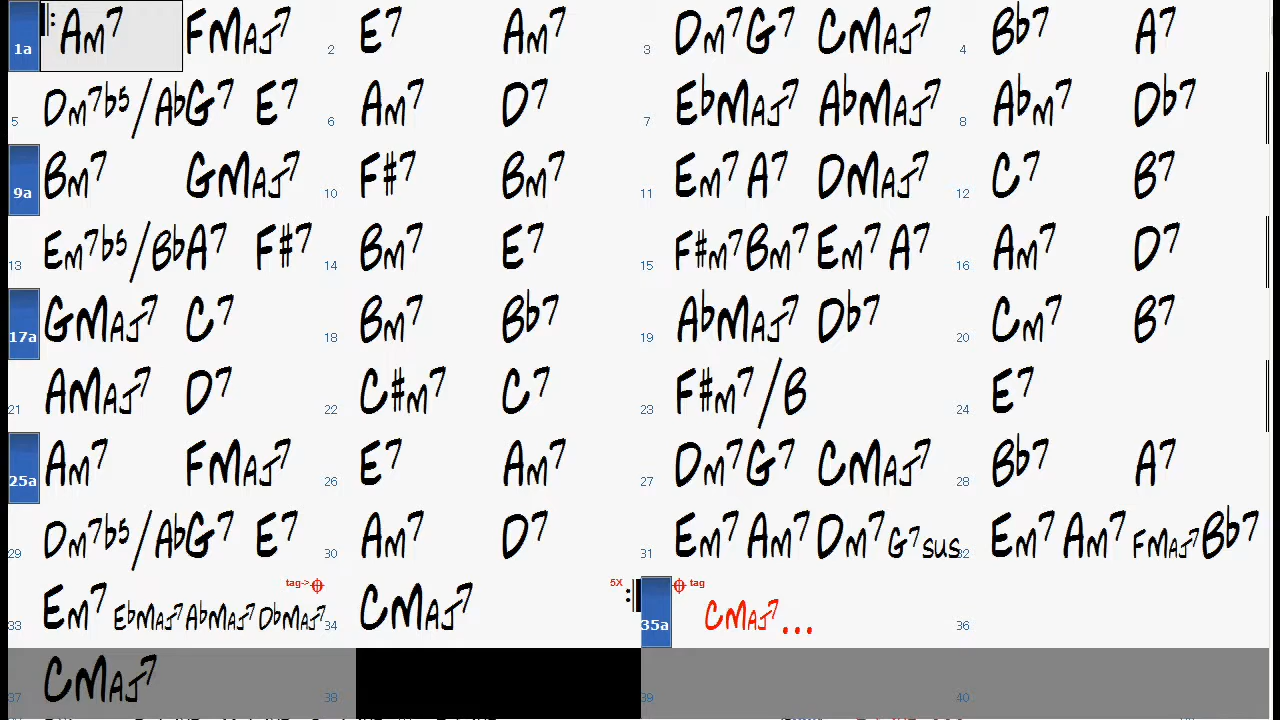 1a Am7 FMaj7 2 E7 Am7 3 Dm7 G7 CMaj7 4 Bb7 A7
5 Dm7b5/Ab G7 E7 6 Am7 D7 7 EbMaj7 AbMaj7 8 Abm7 Db7
9a Bm7 GMaj7 10 F#7 Bm7 11 Em7 A7 DMaj7 12 C7 B7
13 Em7b5/Bb A7 F#7 14 Bm7 E7 15 F#m7 Bm7 Em7 A7 16 Am7 D7
17a GMaj7 C7 18 Bm7 Bb7 19 AbMaj7 Db7 20 Cm7 B7
21 AMaj7 D7 22 C#m7 C7 23 F#m7/B 24 E7
25a Am7 FMaj7 26 E7 Am7 27 Dm7 G7 CMaj7 28 Bb7 A7
29 Dm7b5/Ab G7 E7 30 Am7 D7 31 Em7 Am7 Dm7 G7sus 32 Em7 Am7 FMaj7 Bb7
tag-> 5X tag
33 Em7 EbMaj7 AbMaj7 DbMaj7 34 CMaj7 35a CMaj7... 36
37 CMaj7 38 39 40